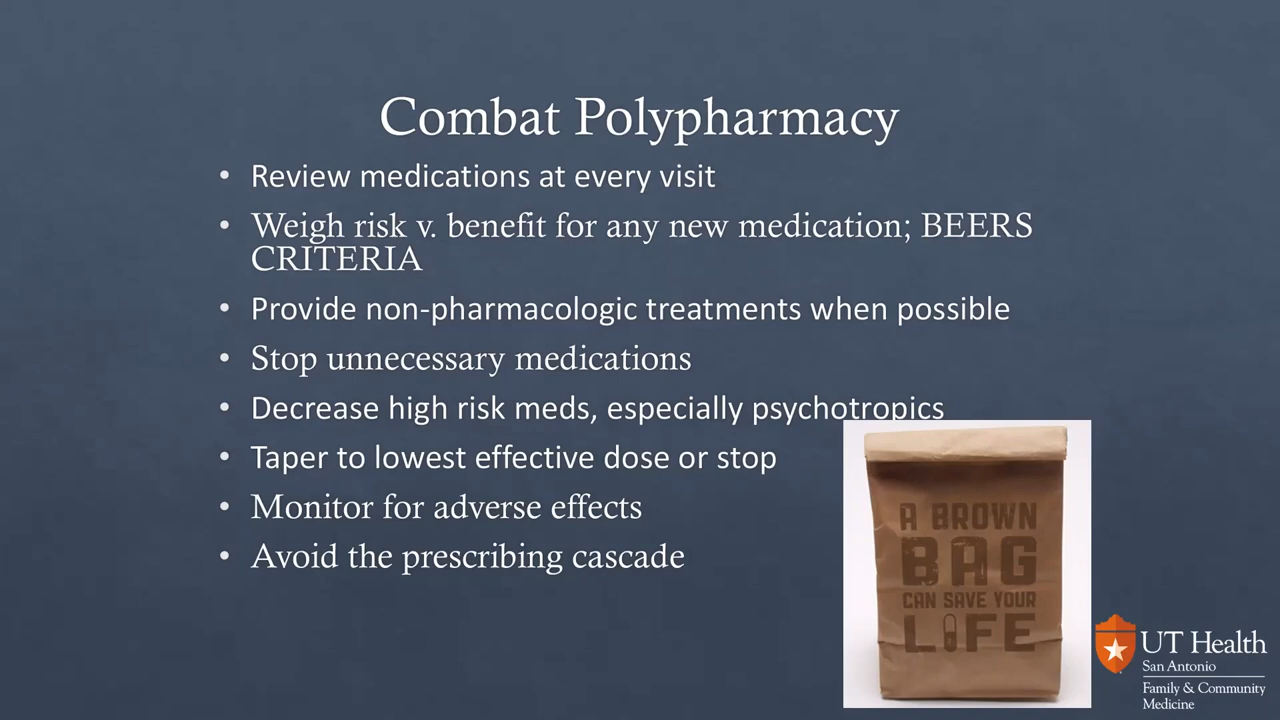 Combat Polypharmacy
• Review medications at every visit
• Weigh risk v. benefit for any new medication; BEERS
CRITERIA
• Provide non-pharmacologic treatments when possible
• Stop unnecessary medications
• Decrease high risk meds, especially psychotropics
• Taper to lowest effective dose or stop
• Monitor for adverse effects
• Avoid the prescribing cascade
A BROWN
BAG
CAN SAVE YOUR
LIFE
UT Health
San Antonio
Family & Community
Medicine